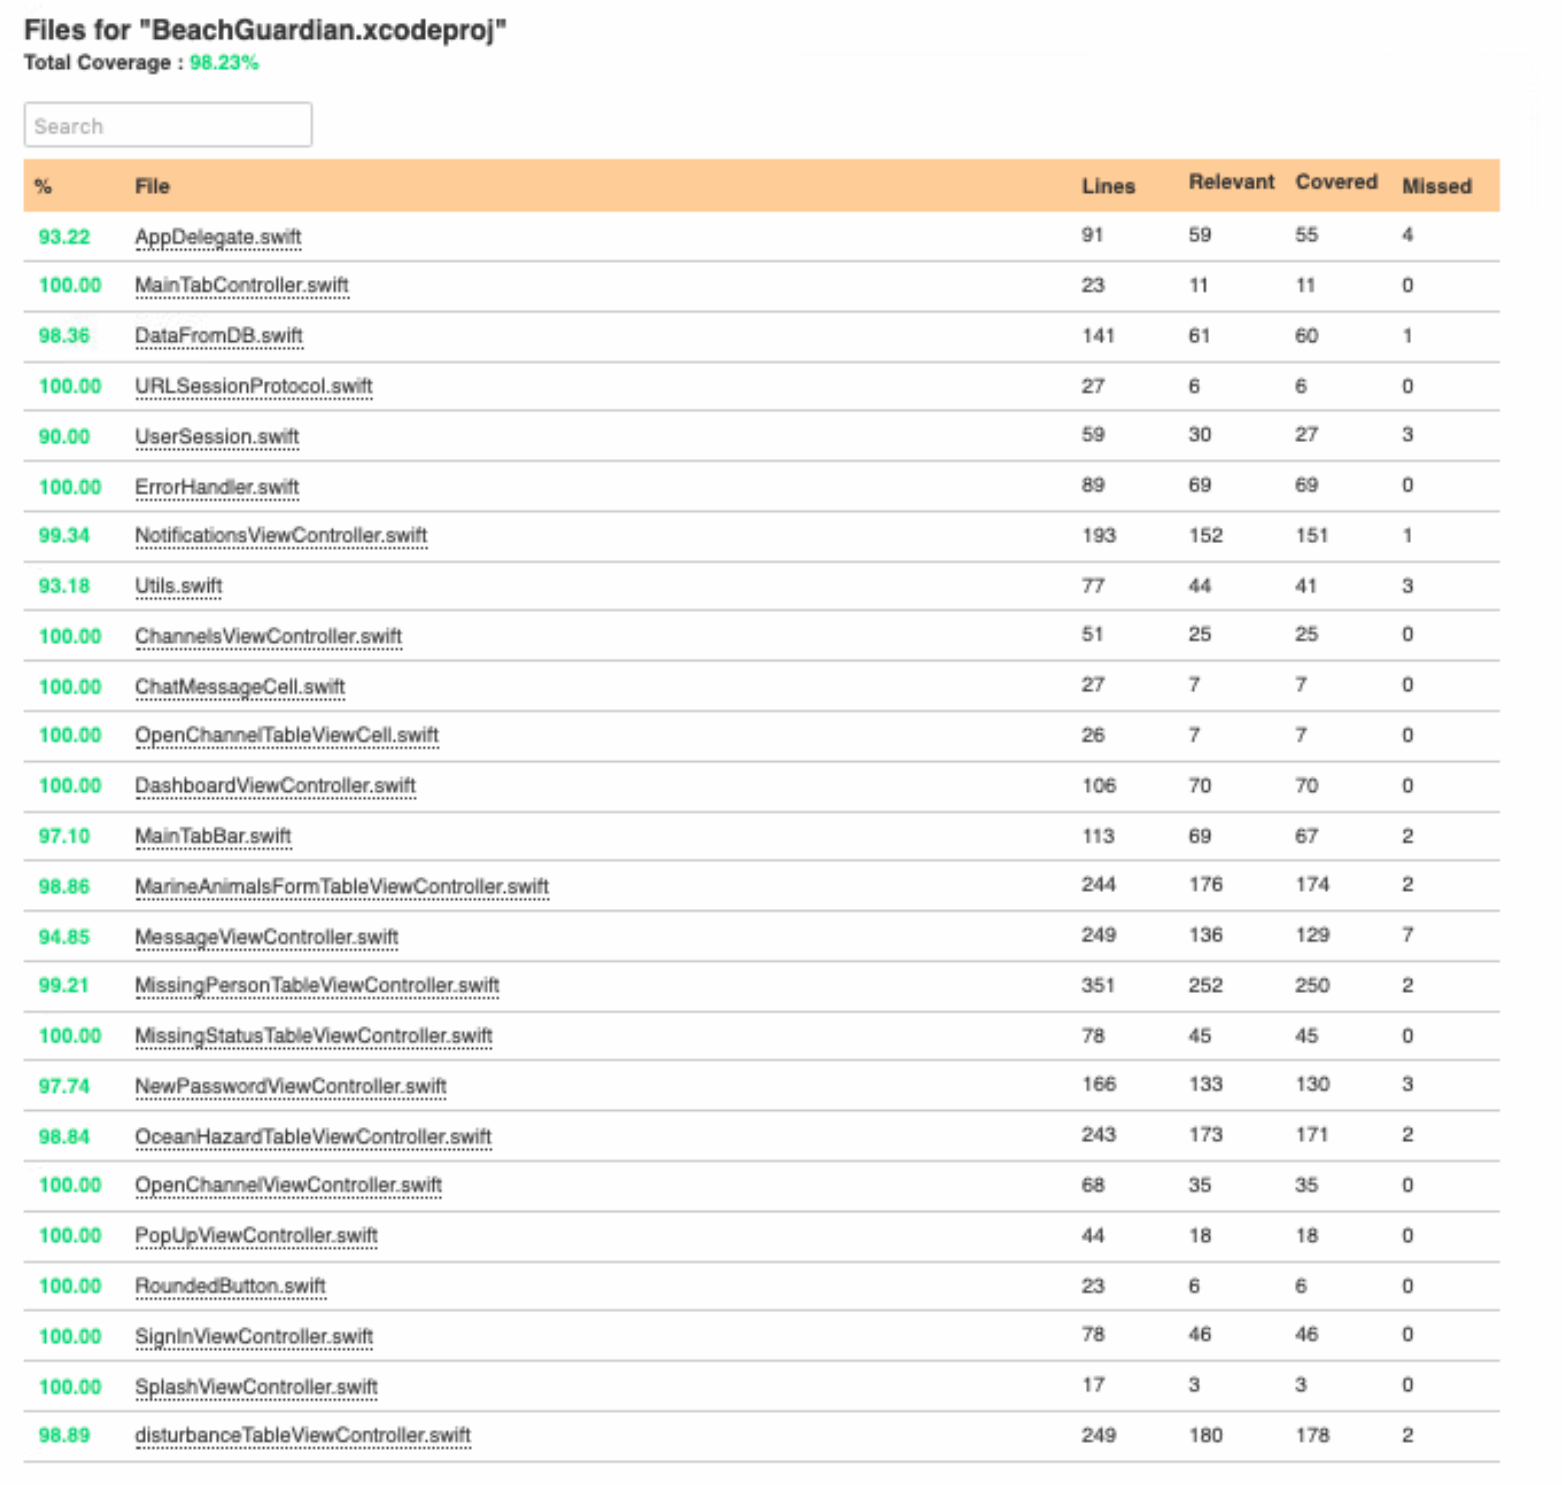 Files for "BeachGuardian.xcodeproj"
Total Coverage : 98.23%
Search
% File Lines Relevant Covered Missed
93.22 AppDelegate.swift 91 59 55 4
100.00 MainTabController.swift 23 11 11 0
98.36 DataFromDB.swift 141 61 60 1
100.00 URLSessionProtocol.swift 27 6 6 0
90.00 UserSession.swift 59 30 27 3
100.00 ErrorHandler.swift 89 69 69 0
99.34 NotificationsViewController.swift 193 152 151 1
93.18 Utils.swift 77 44 41 3
100.00 ChannelsViewController.swift 51 25 25 0
100.00 ChatMessageCell.swift 27 7 7 0
100.00 OpenChannelTableViewCell.swift 26 7 7 0
100.00 DashboardViewController.swift 106 70 70 0
97.10 MainTabBar.swift 113 69 67 2
98.86 MarineAnimalsFormTableViewController.swift 244 176 174 2
94.85 MessageViewController.swift 249 136 129 7
99.21 MissingPersonTableViewController.swift 351 252 250 2
100.00 MissingStatusTableViewController.swift 78 45 45 0
97.74 NewPasswordViewController.swift 166 133 130 3
98.84 OceanHazardTableViewController.swift 243 173 171 2
100.00 OpenChannelViewController.swift 68 35 35 0
100.00 PopUpViewController.swift 44 18 18 0
100.00 RoundedButton.swift 23 6 6 0
100.00 SignInViewController.swift 78 46 46 0
100.00 SplashViewController.swift 17 3 3 0
98.89 disturbanceTableViewController.swift 249 180 178 2